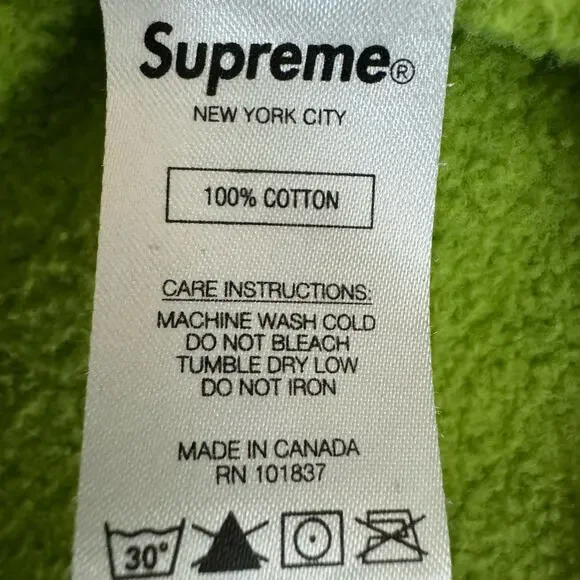 Supreme®
NEW YORK CITY
100% COTTON
CARE INSTRUCTIONS:
MACHINE WASH COLD
DO NOT BLEACH
TUMBLE DRY LOW
DO NOT IRON
MADE IN CANADA
RN 101837
30°